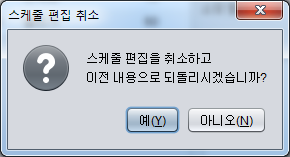 스케줄 편집 취소
스케줄 편집을 취소하고
이전 내용으로 되돌리시겠습니까?
예(Y)
아니오(N)